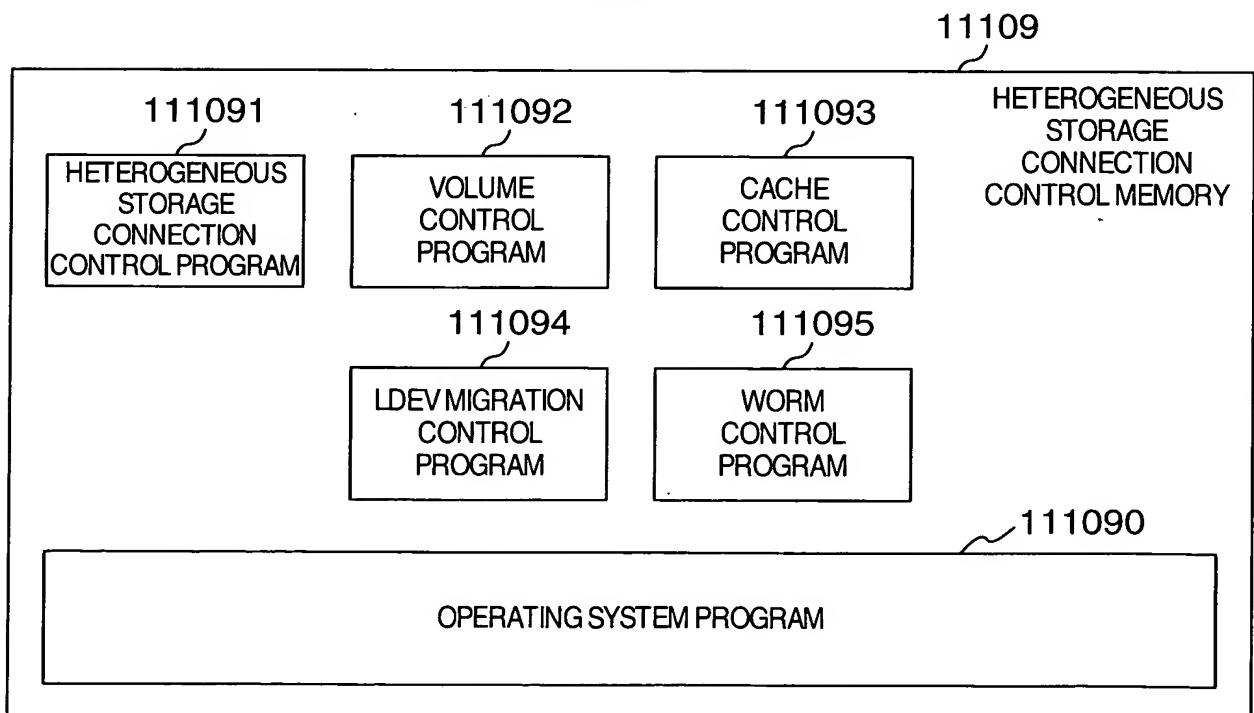 11109
HETEROGENEOUS
STORAGE
CONNECTION
CONTROL MEMORY
111091
HETEROGENEOUS
STORAGE
CONNECTION
CONTROL PROGRAM
111092
VOLUME
CONTROL
PROGRAM
111093
CACHE
CONTROL
PROGRAM
111094
LDEV MIGRATION
CONTROL
PROGRAM
111095
WORM
CONTROL
PROGRAM
111090
OPERATING SYSTEM PROGRAM